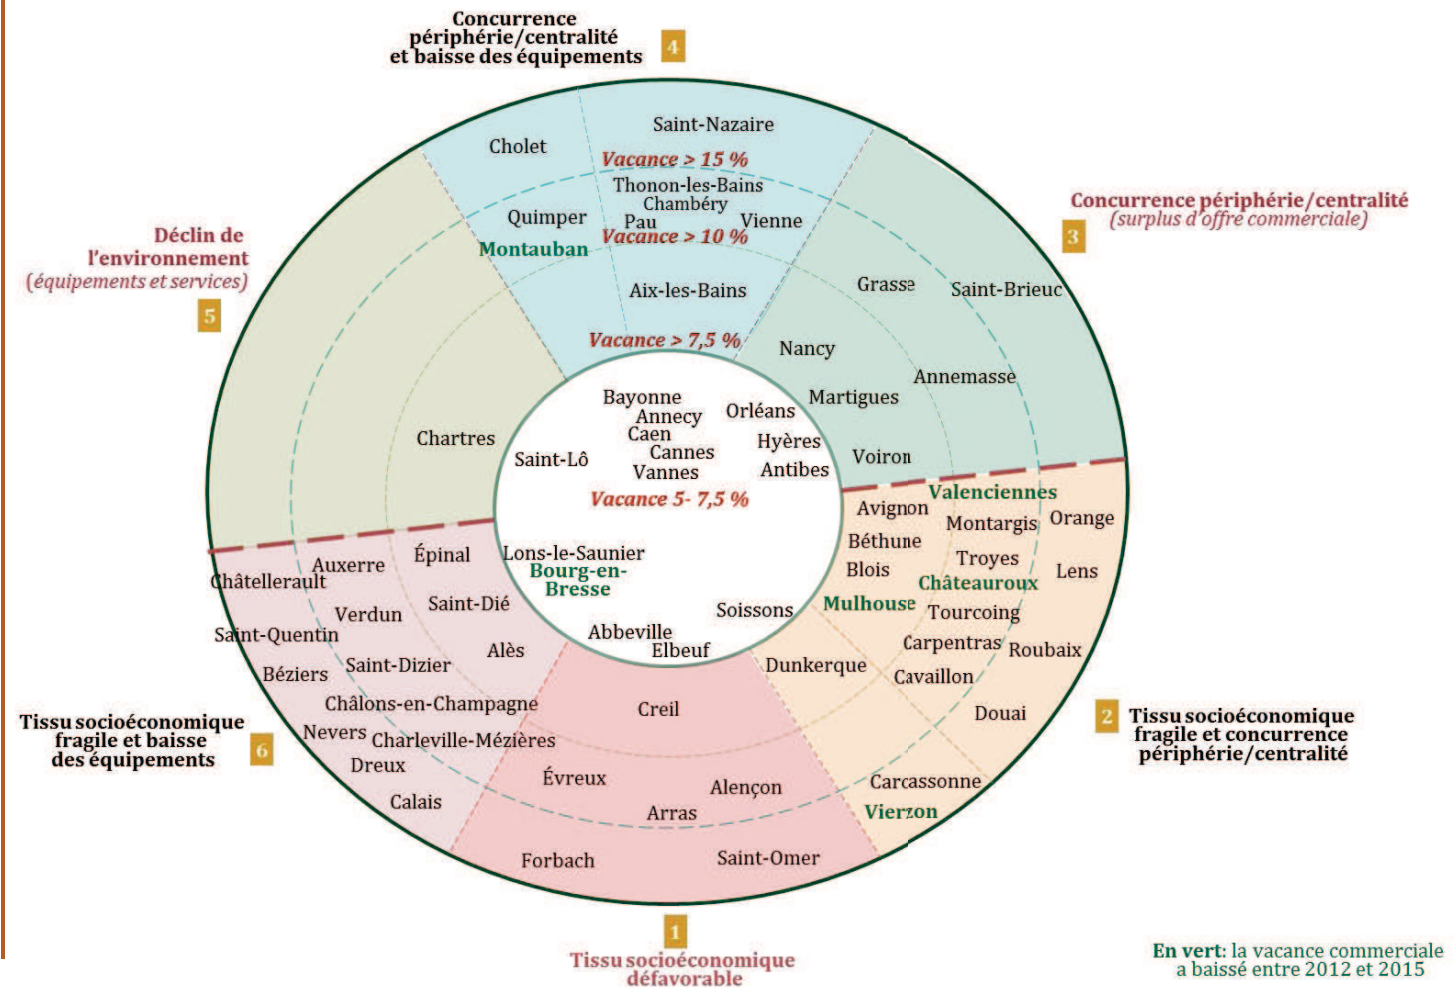 Concurrence
périphérie/centralité
et baisse des équipements
4
Saint-Nazaire
Cholet
Vacance > 15 %
Thonon-les-Bains
Chambéry
Quimper
Pau
Vienne
Montauban
Vacance > 10 %
Aix-les-Bains
Vacance > 7,5 %
Concurrence périphérie/centralité
(surplus d'offre commerciale)
3
Grasse
Saint-Brieuc
Nancy
Annemasse
Martigues
Voiron
Déclin de
l'environnement
(équipements et services)
5
Chartres
Bayonne
Annecy
Orléans
Caen
Hyères
Cannes
Saint-Lô
Vannes
Antibes
Vacance 5- 7,5 %
Lons-le-Saunier
Bourg-en-
Bresse
Soissons
Abbeville
Elbeuf
Valenciennes
Avignon
Montargis
Orange
Béthune
Troyes
Blois
Lens
Châteauroux
Mulhouse
Tourcoing
Carpentras
Roubaix
Dunkerque
Cavaillon
Douai
Carcassonne
Vierzon
2
Tissu socioéconomique
fragile et concurrence
périphérie/centralité
Épinal
Auxerre
Châtellerault
Saint-Dié
Verdun
Saint-Quentin
Alès
Saint-Dizier
Béziers
Châlons-en-Champagne
Nevers
Charleville-Mézières
Dreux
Calais
Tissu socioéconomique
fragile et baisse
des équipements
6
Creil
Évreux
Alençon
Arras
Forbach
Saint-Omer
1
Tissu socioéconomique
défavorable
En vert: la vacance commerciale
a baissé entre 2012 et 2015